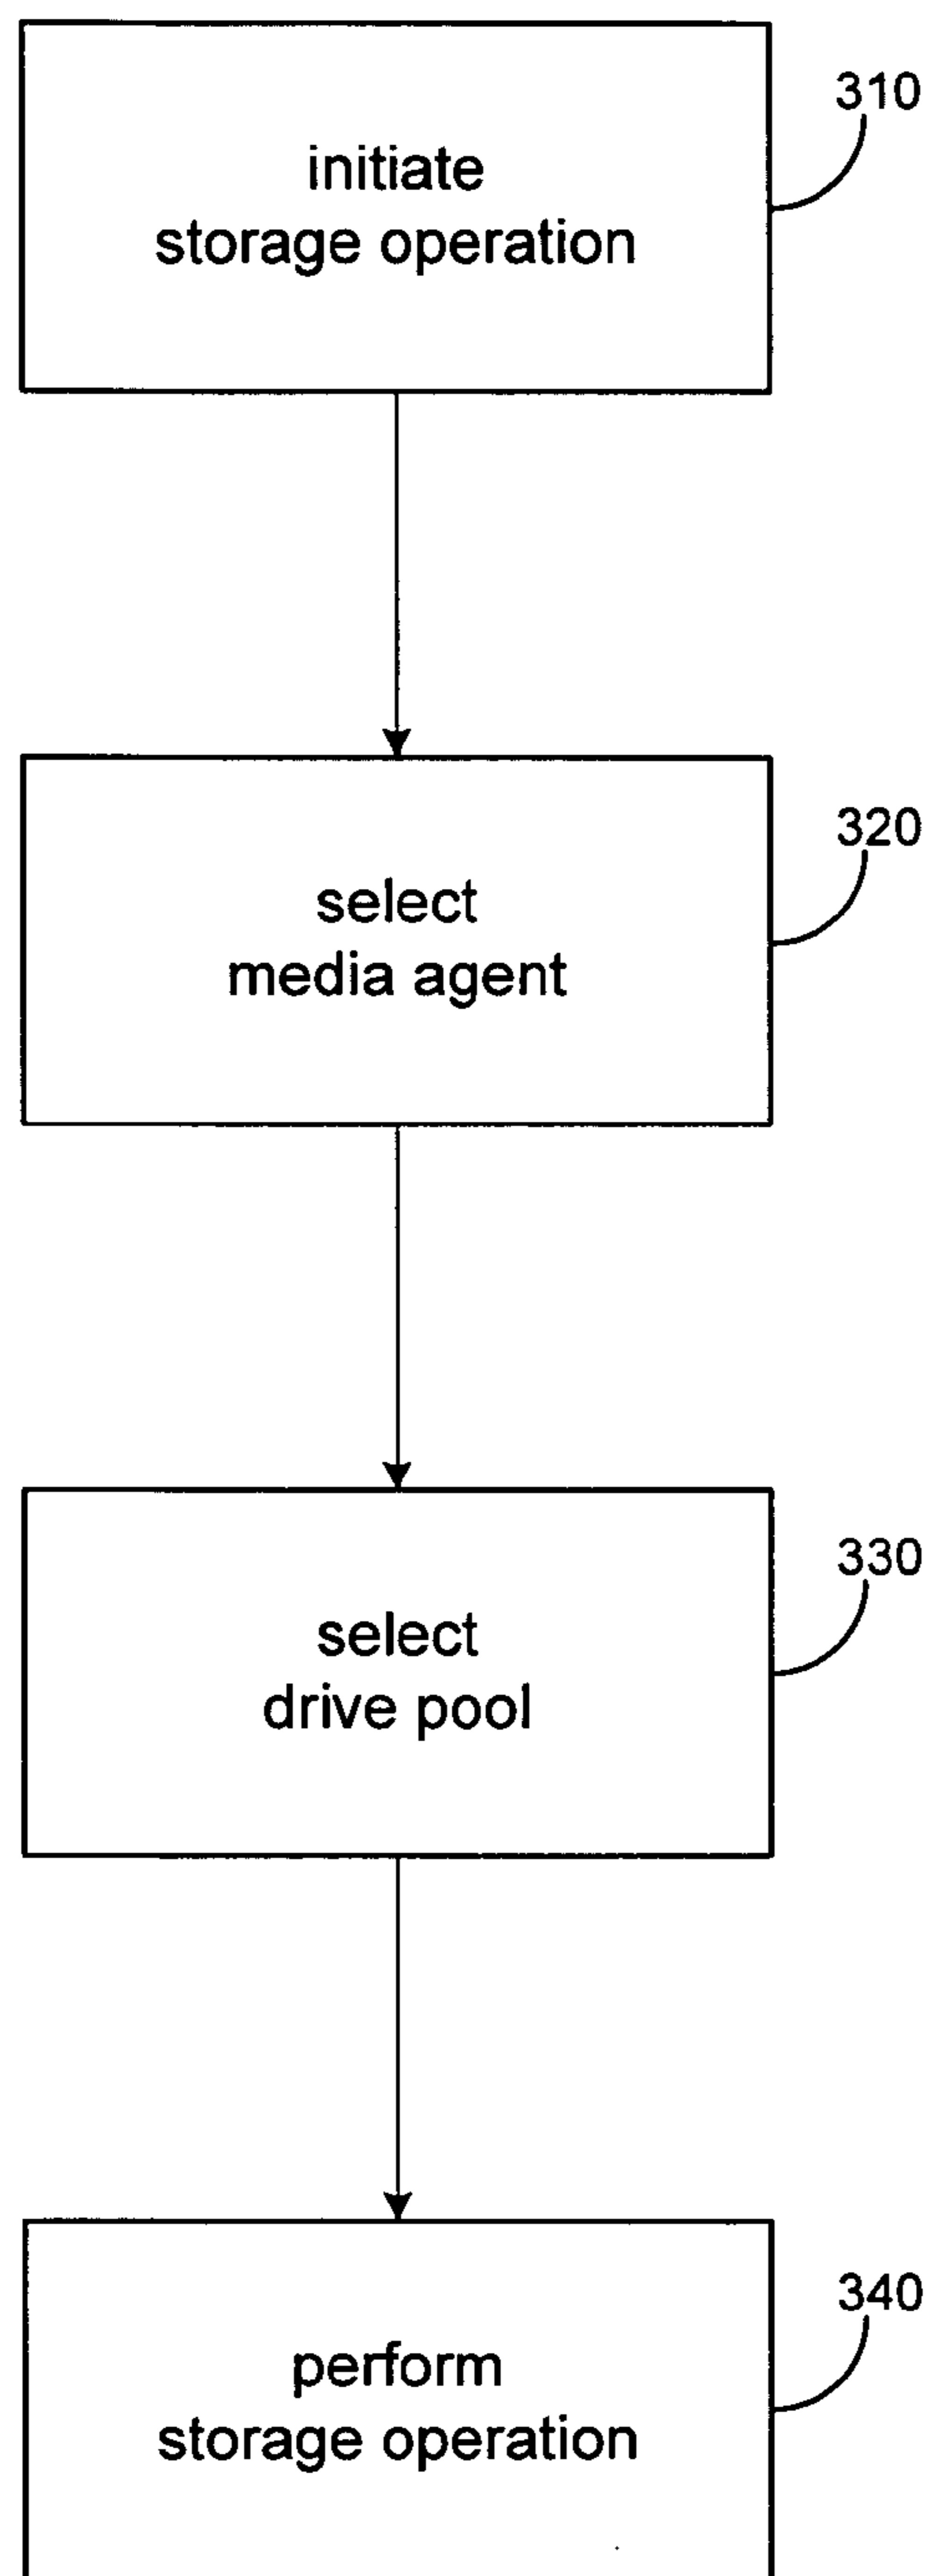 310
initiate
storage operation
320
select
media agent
330
select
drive pool
340
perform
storage operation